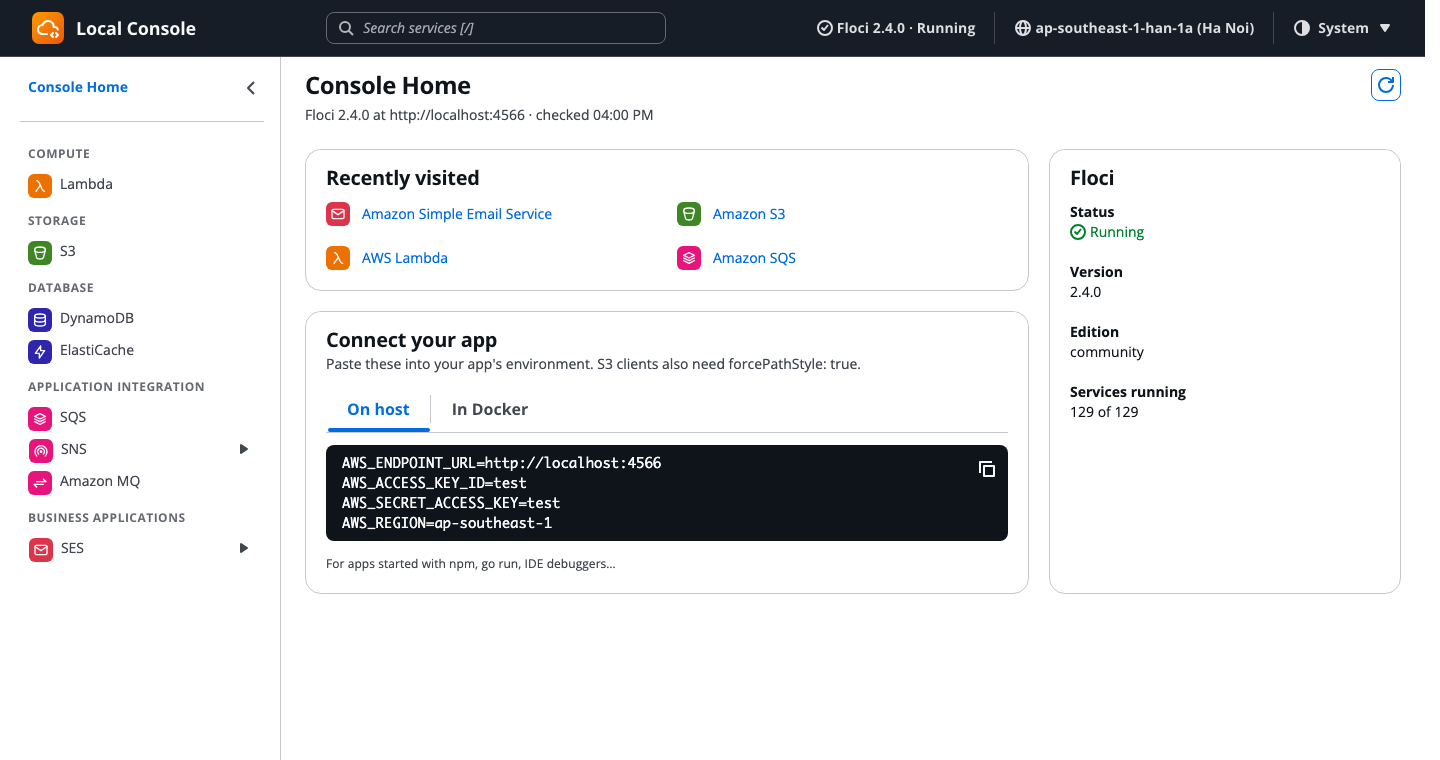 Local Console
Search services [/]
Floci 2.4.0 · Running
ap-southeast-1-han-1a (Ha Noi)
System
Console Home
COMPUTE
Lambda
STORAGE
S3
DATABASE
DynamoDB
ElastiCache
APPLICATION INTEGRATION
SQS
SNS
Amazon MQ
BUSINESS APPLICATIONS
SES
Console Home
Floci 2.4.0 at http://localhost:4566 · checked 04:00 PM
Recently visited
Amazon Simple Email Service
Amazon S3
AWS Lambda
Amazon SQS
Connect your app
Paste these into your app's environment. S3 clients also need forcePathStyle: true.
On host
In Docker
AWS_ENDPOINT_URL=http://localhost:4566
AWS_ACCESS_KEY_ID=test
AWS_SECRET_ACCESS_KEY=test
AWS_REGION=ap-southeast-1
For apps started with npm, go run, IDE debuggers...
Floci
Status
Running
Version
2.4.0
Edition
community
Services running
129 of 129